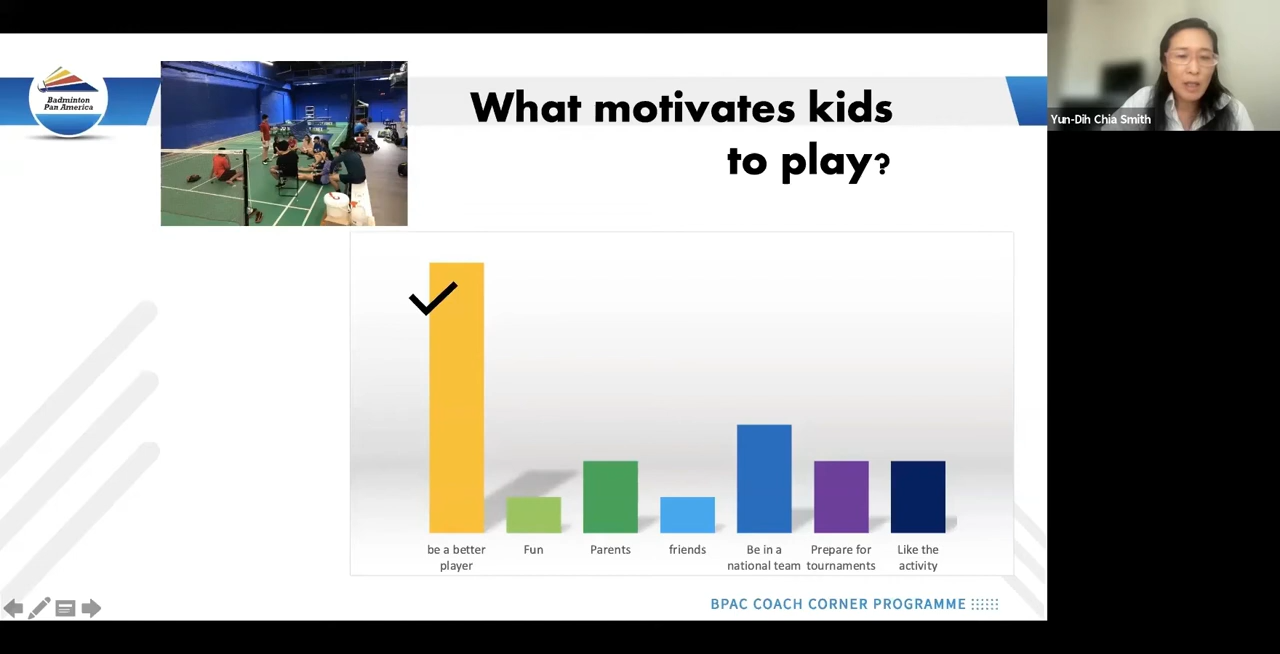 Badminton
Pan America
What motivates kids
to play?
Yun-Dih Chia Smith
be a better
player
Fun
Parents
friends
Be in a
national team
Prepare for
tournaments
Like the
activity
BPAC COACH CORNER PROGRAMME